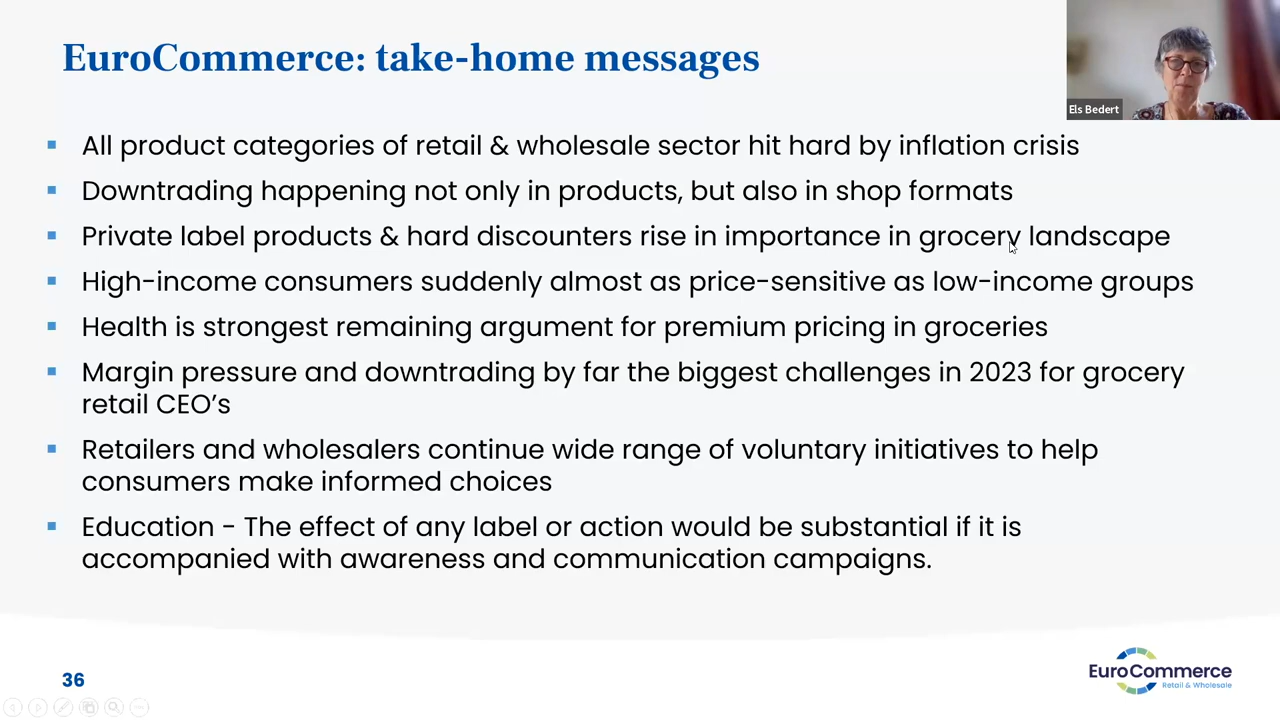 EuroCommerce: take-home messages
Els Bedert
All product categories of retail & wholesale sector hit hard by inflation crisis
Downtrading happening not only in products, but also in shop formats
Private label products & hard discounters rise in importance in grocery landscape
High-income consumers suddenly almost as price-sensitive as low-income groups
Health is strongest remaining argument for premium pricing in groceries
Margin pressure and downtrading by far the biggest challenges in 2023 for grocery
retail CEO’s
Retailers and wholesalers continue wide range of voluntary initiatives to help
consumers make informed choices
Education - The effect of any label or action would be substantial if it is
accompanied with awareness and communication campaigns.
36
EuroCommerce
Retail & Wholesale